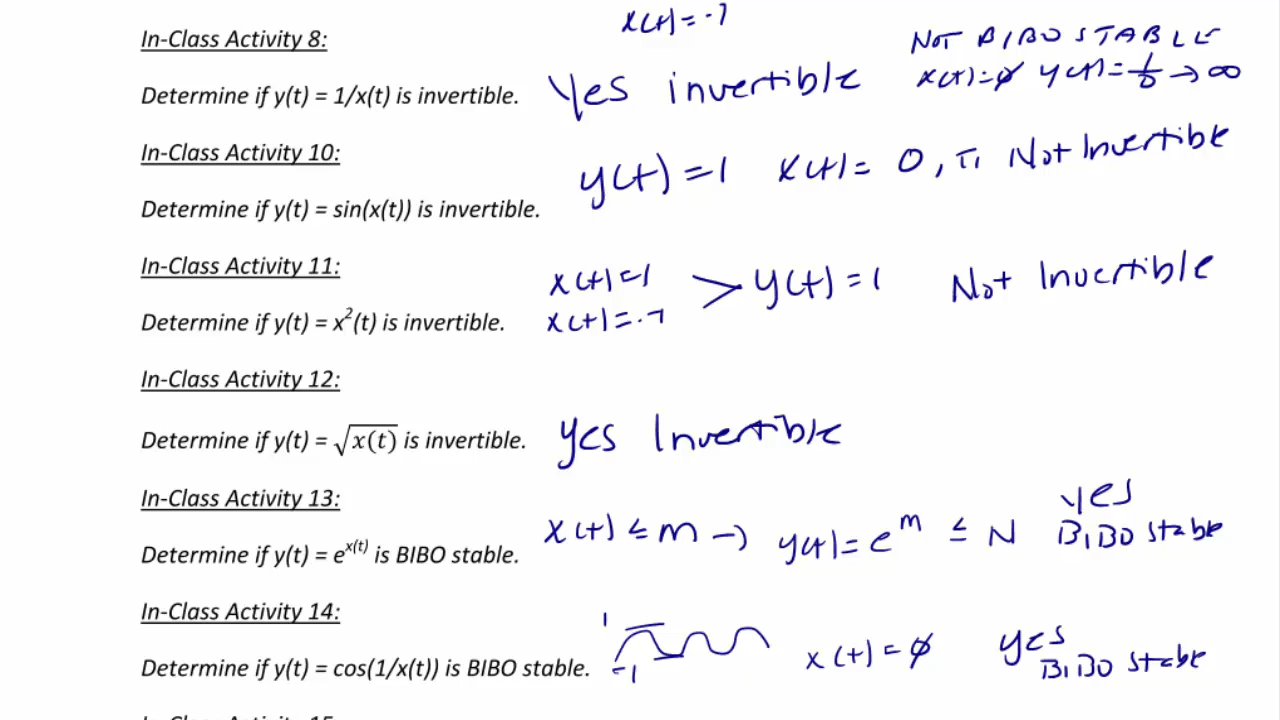 x(t) = -1
In-Class Activity 8:
NOT BIBO STABLE
Determine if y(t) = 1/x(t) is invertible.
Yes invertible
x(t)=0 y(t)= 1/0 → ∞
In-Class Activity 10:
y(t) = 1 x(t) = 0, π Not Invertible
Determine if y(t) = sin(x(t)) is invertible.
In-Class Activity 11:
x(t)=1
> y(t) = 1 Not Invertible
Determine if y(t) = x²(t) is invertible.
x(t) = -1
In-Class Activity 12:
Determine if y(t) = √x(t) is invertible.
yes Invertible
In-Class Activity 13:
yes
x(t) ≤ m → y(t) = e^m ≤ N BIBO stable
Determine if y(t) = e^x(t) is BIBO stable.
In-Class Activity 14:
1
-1
x(t) = 0
yes
Determine if y(t) = cos(1/x(t)) is BIBO stable.
BIBO stable